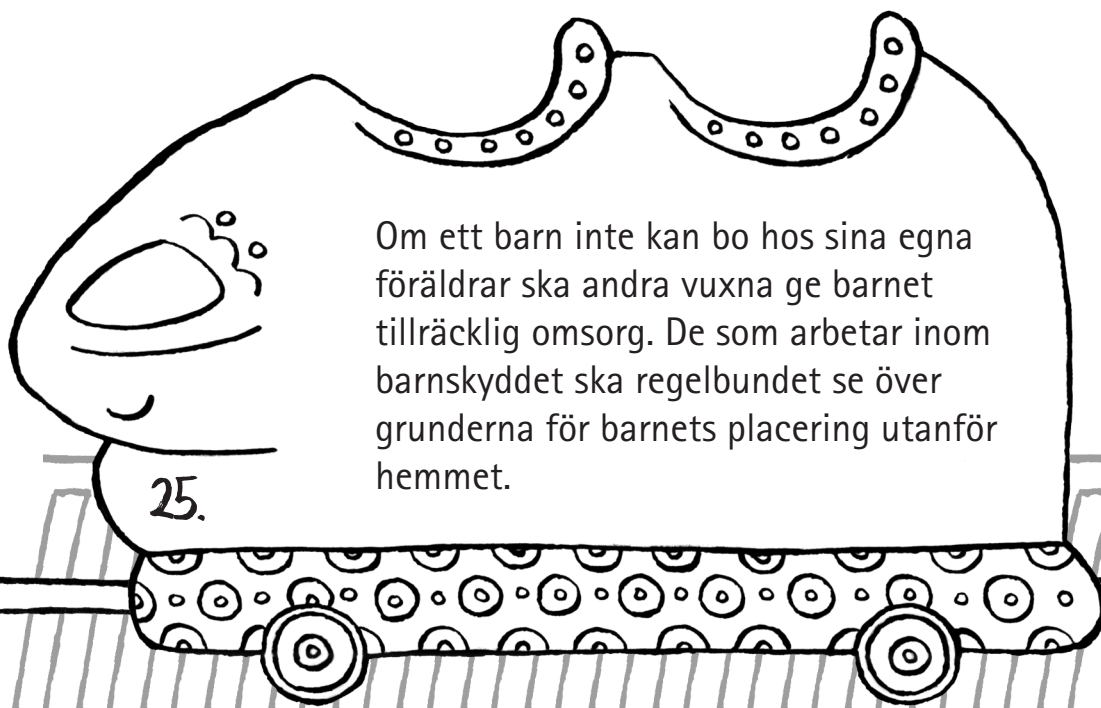 Om ett barn inte kan bo hos sina egna
föräldrar ska andra vuxna ge barnet
tillräcklig omsorg. De som arbetar inom
barnskyddet ska regelbundet se över
grunderna för barnets placering utanför
hemmet.
25.